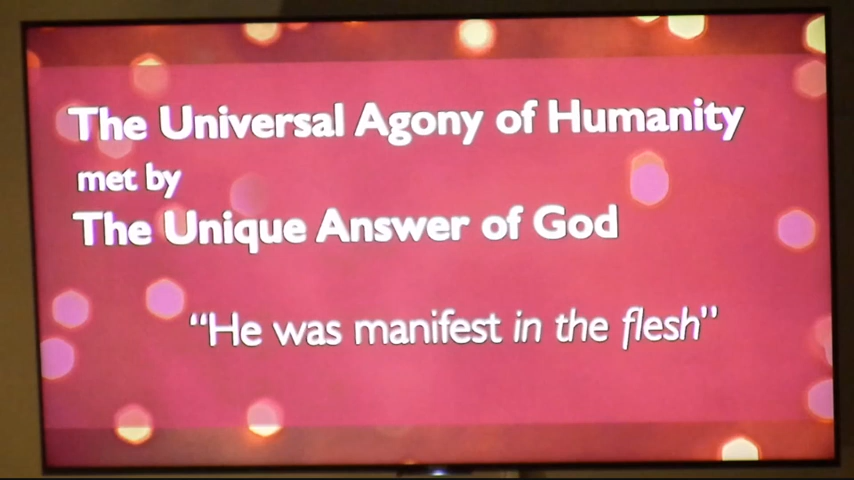 The Universal Agony of Humanity
met by
The Unique Answer of God
“He was manifest in the flesh”